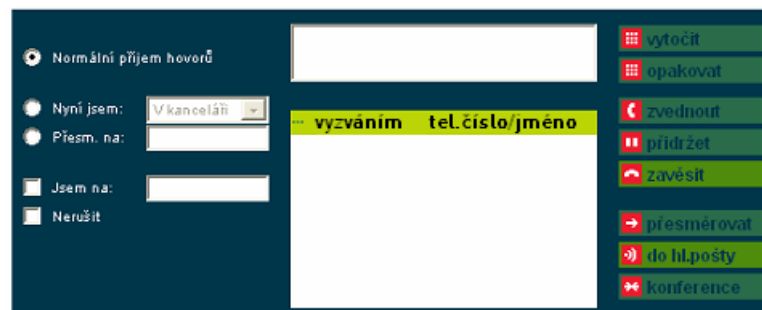 Normální příjem hovorů
Nyní jsem: V kanceláři
Přesm. na:
Jsem na:
Nerušit
vyzváním tel.číslo/jméno
vytočit
opakovat
zvednout
přidržet
zavěsit
přesměrovat
do hl.pošty
konference